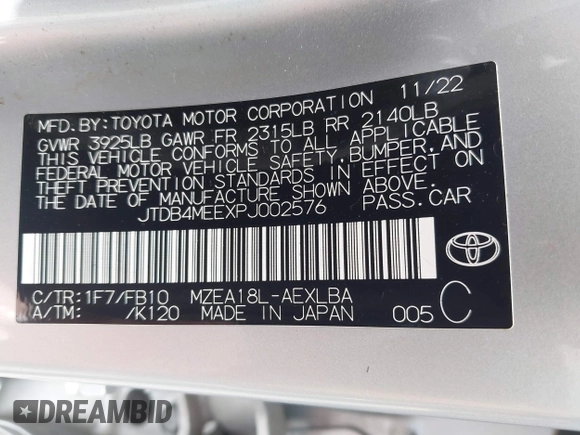 MFD.BY:TOYOTA MOTOR CORPORATION 11/22
GVWR 3925LB GAWR FR 2315LB RR 2140LB
THIS VEHICLE CONFORMS TO ALL APPLICABLE
FEDERAL MOTOR VEHICLE SAFETY,BUMPER,AND
THEFT PREVENTION STANDARDS IN EFFECT ON
THE DATE OF MANUFACTURE SHOWN ABOVE.
JTDB4MEEXPJ002576 PASS.CAR
C/TR:1F7/FB10 MZEA18L-AEXLBA
A/TM: /K120 MADE IN JAPAN 005 C
DREAMBID